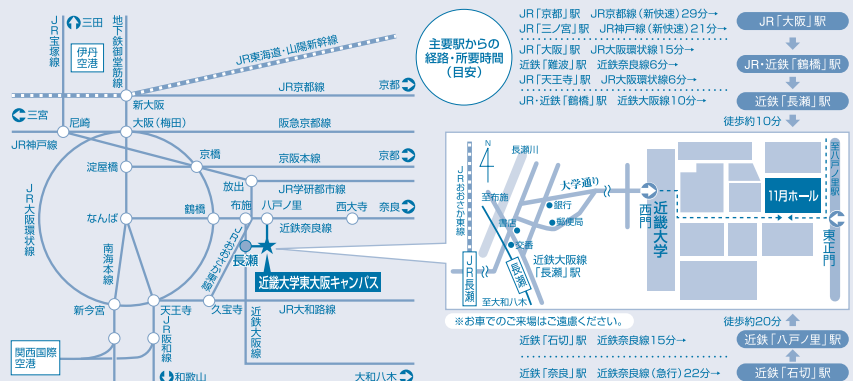 三田
JR宝塚線
地下鉄御堂筋線
伊丹
空港
JR東海道・山陽新幹線
JR京都線
京都
新大阪
三宮
尼崎
大阪（梅田）
阪急京都線
JR神戸線
京橋
京阪本線
京都
淀屋橋
放出
JR学研都市線
JR大阪環状線
なんば
鶴橋
布施
八戸ノ里
西大寺
奈良
近鉄奈良線
南海本線
JRおおさか東線
長瀬
近畿大学東大阪キャンパス
新今宮
天王寺
久宝寺
JR大和路線
JR阪和線
近鉄大阪線
関西国際
空港
和歌山
大和八木
主要駅からの
経路・所要時間
（目安）
JR「京都」駅　JR京都線（新快速）29分→
JR「三ノ宮」駅　JR神戸線（新快速）21分→
JR「大阪」駅
JR「大阪」駅　JR大阪環状線15分→
近鉄「難波」駅　近鉄奈良線6分→
JR「天王寺」駅　JR大阪環状線6分→
JR・近鉄「鶴橋」駅
JR・近鉄「鶴橋」駅　近鉄大阪線10分→
近鉄「長瀬」駅
徒歩約10分
N
長瀬川
JRおおさか東線
至布施
大学通り
銀行
郵便局
書店
交番
近鉄大阪線
「長瀬」駅
長瀬
JR長瀬
至大和八木
西門
近畿大学
11月ホール
至八戸ノ里駅
東正門
※お車でのご来場はご遠慮ください。
徒歩約20分
近鉄「石切」駅　近鉄奈良線15分→
近鉄「八戸ノ里」駅
近鉄「奈良」駅　近鉄奈良線（急行）22分→
近鉄「石切」駅